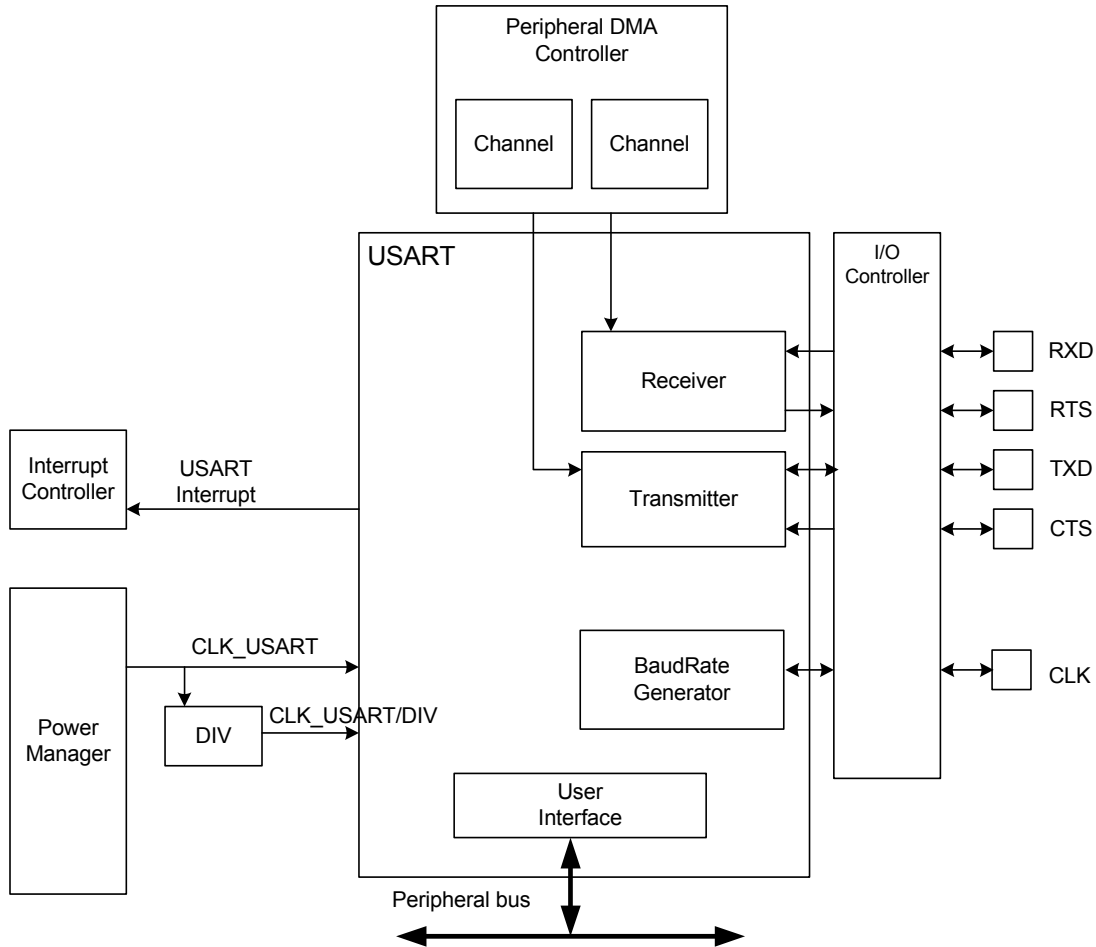 Peripheral DMA
Controller
Channel
Channel
USART
I/O
Controller
Receiver
RXD
RTS
Interrupt
Controller
USART
Interrupt
Transmitter
TXD
CTS
CLK_USART
BaudRate
Generator
CLK
Power
Manager
DIV
CLK_USART/DIV
User
Interface
Peripheral bus